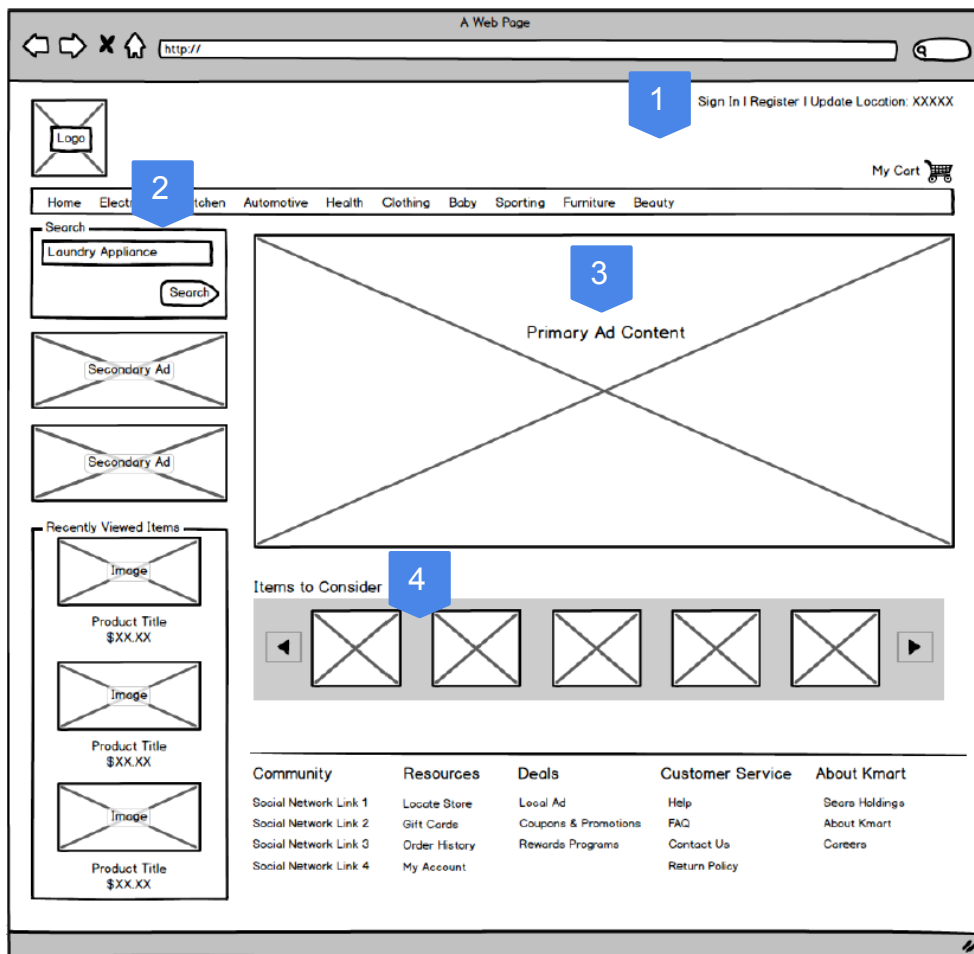 A Web Page
http://
1
Sign In | Register | Update Location: XXXXX
Logo
My Cart
2
Home Automotive Health Clothing Baby Sporting Furniture Beauty
Search
Laundry Appliance
Search
3
Primary Ad Content
Secondary Ad
Secondary Ad
Recently Viewed Items
Image
Product Title
$XX.XX
Image
Product Title
$XX.XX
Image
Product Title
$XX.XX
Items to Consider
4
Community Resources Deals Customer Service About Kmart
Social Network Link 1 Locate Store Local Ad Help Sears Holdings
Social Network Link 2 Gift Cards Coupons & Promotions FAQ About Kmart
Social Network Link 3 Order History Rewards Programs Contact Us Careers
Social Network Link 4 My Account Return Policy